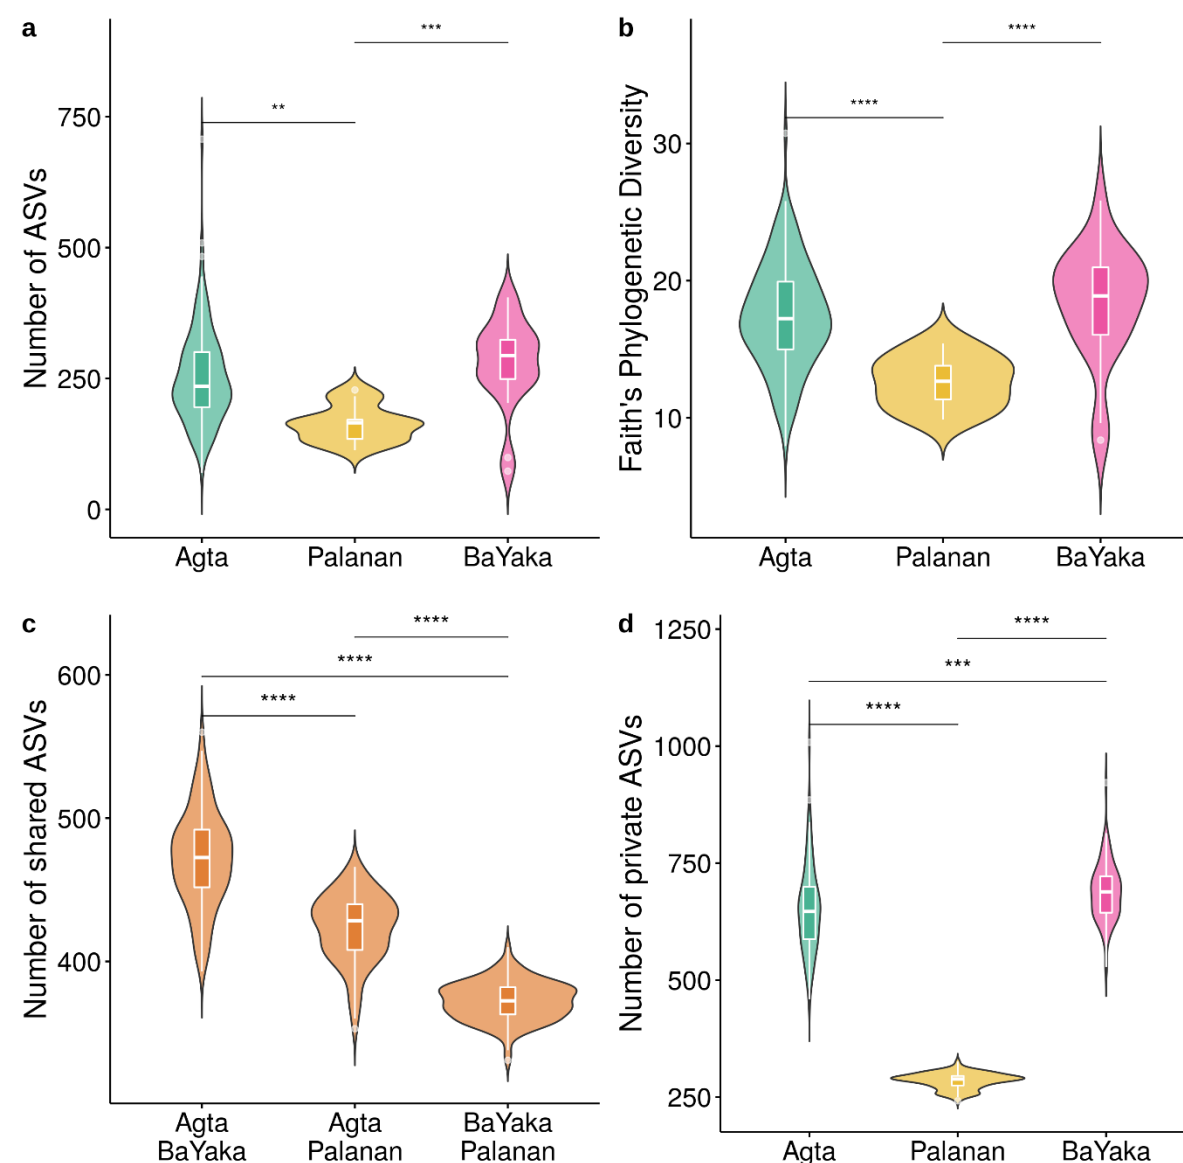 a
Number of ASVs
750
500
250
0
**
***
Agta
Palanan
BaYaka
b
Faith's Phylogenetic Diversity
30
20
10
****
****
Agta
Palanan
BaYaka
c
Number of shared ASVs
600
500
400
****
****
****
Agta
BaYaka
Agta
Palanan
BaYaka
Palanan
d
Number of private ASVs
1250
1000
750
500
250
****
***
****
Agta
Palanan
BaYaka